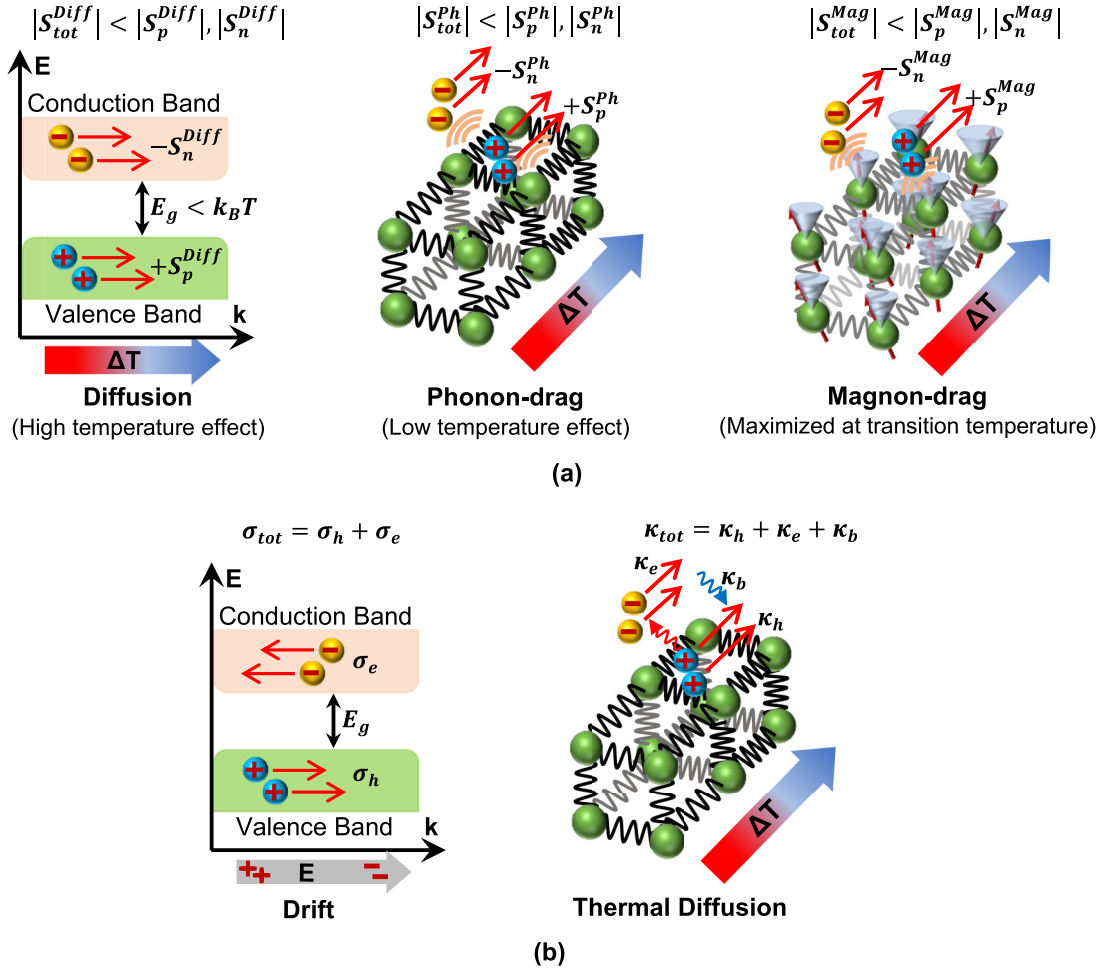 |S_tot^Diff| < |S_p^Diff|, |S_n^Diff|
E
Conduction Band
−S_n^Diff
E_g < k_B T
+S_p^Diff
Valence Band
k
ΔT
Diffusion
(High temperature effect)
|S_tot^Ph| < |S_p^Ph|, |S_n^Ph|
−S_n^Ph
+S_p^Ph
ΔT
Phonon-drag
(Low temperature effect)
|S_tot^Mag| < |S_p^Mag|, |S_n^Mag|
−S_n^Mag
+S_p^Mag
ΔT
Magnon-drag
(Maximized at transition temperature)
(a)
σ_tot = σ_h + σ_e
E
Conduction Band
σ_e
E_g
σ_h
Valence Band
k
E
Drift
κ_tot = κ_h + κ_e + κ_b
κ_e
κ_b
κ_h
ΔT
Thermal Diffusion
(b)